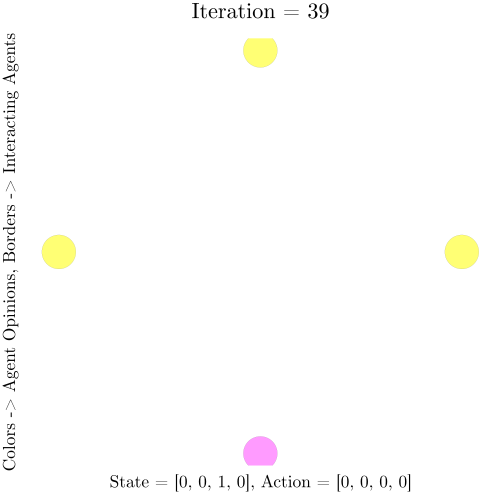 Iteration = 39
Colors -> Agent Opinions, Borders -> Interacting Agents
State = [0, 0, 1, 0], Action = [0, 0, 0, 0]